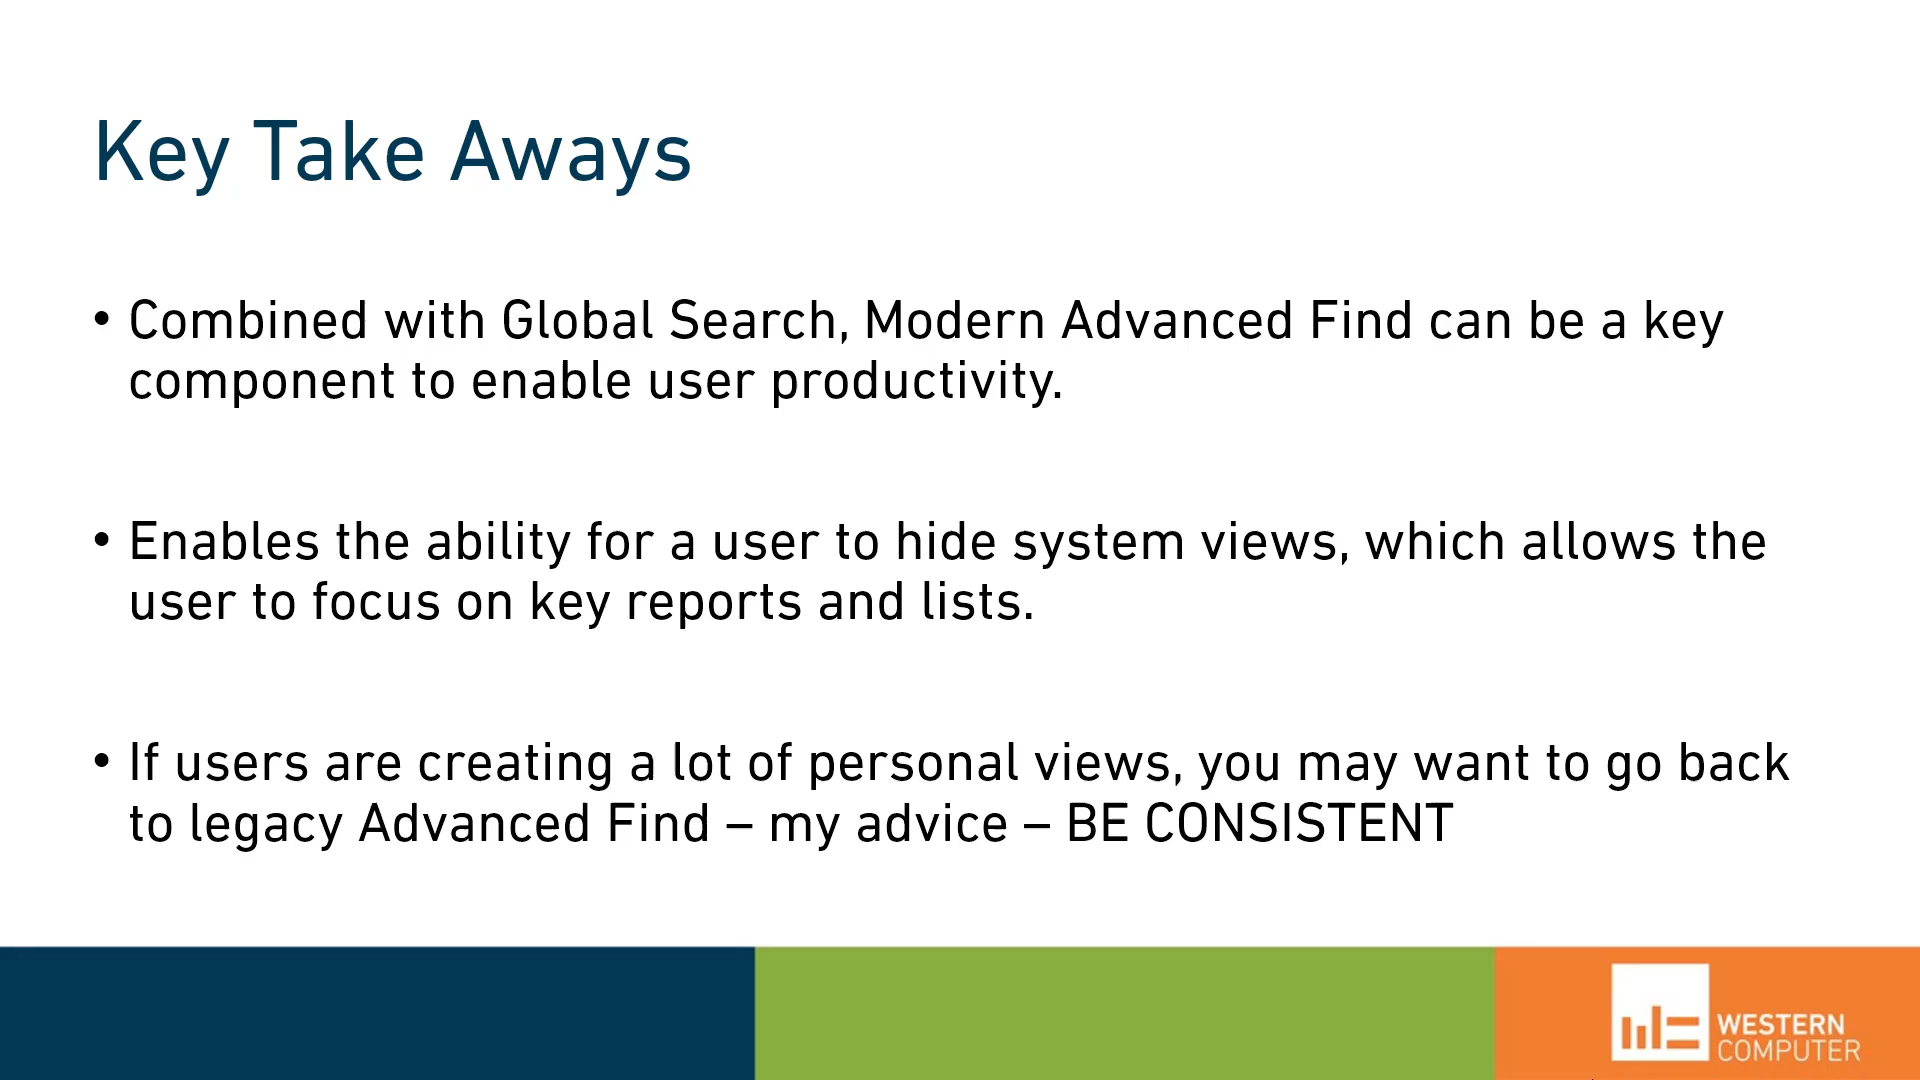 Key Take Aways
• Combined with Global Search, Modern Advanced Find can be a key
component to enable user productivity.
• Enables the ability for a user to hide system views, which allows the
user to focus on key reports and lists.
• If users are creating a lot of personal views, you may want to go back
to legacy Advanced Find – my advice – BE CONSISTENT
WESTERN
COMPUTER